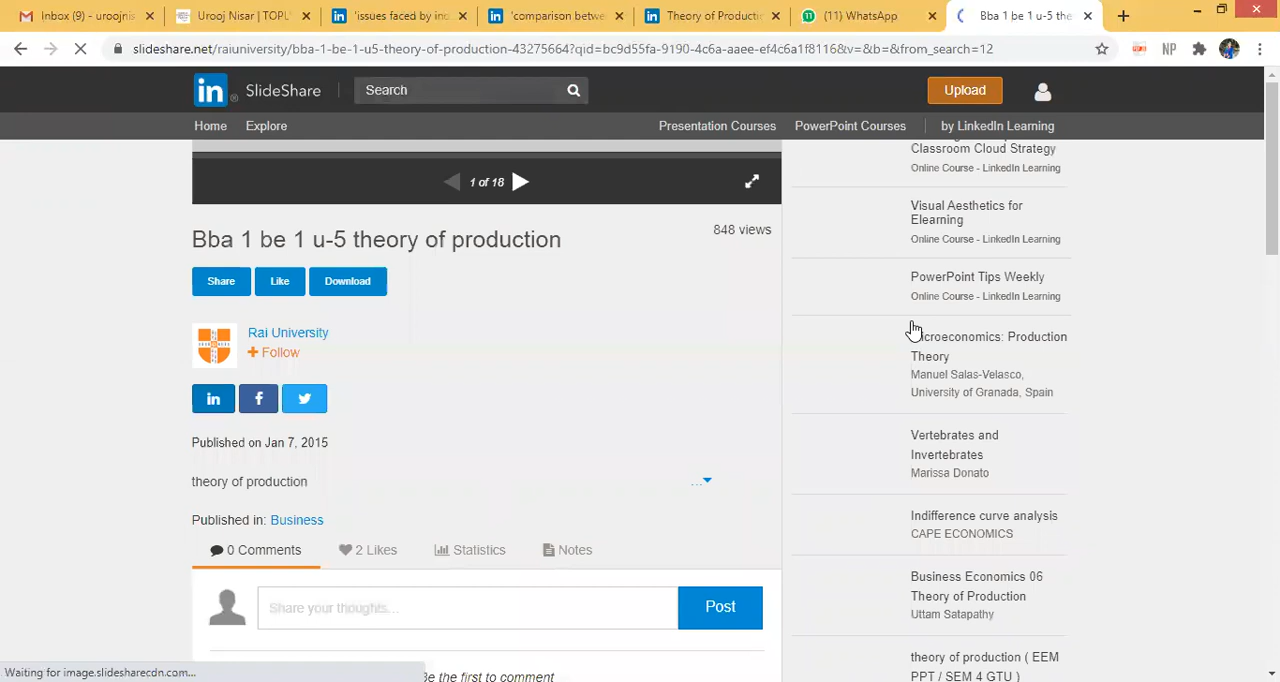 Inbox (9) - uroojnis
Urooj Nisar | TOPL
'issues faced by in
'comparison betwe
Theory of Productin
(11) WhatsApp
Bba 1 be 1 u-5 the
slideshare.net/raiuniversity/bba-1-be-1-u5-theory-of-production-43275664?qid=bc9d55fa-9190-4c6a-aaee-ef4c6a1f8116&v=&b=&from_search=12
NP
in SlideShare
Search
Upload
Home
Explore
Presentation Courses
PowerPoint Courses
by LinkedIn Learning
1 of 18
Bba 1 be 1 u-5 theory of production
848 views
Share
Like
Download
Rai University
+ Follow
in
f
Published on Jan 7, 2015
theory of production
...
Published in: Business
0 Comments
2 Likes
Statistics
Notes
Share your thoughts...
Post
Be the first to comment
Classroom Cloud Strategy
Online Course - LinkedIn Learning
Visual Aesthetics for
Elearning
Online Course - LinkedIn Learning
PowerPoint Tips Weekly
Online Course - LinkedIn Learning
Microeconomics: Production
Theory
Manuel Salas-Velasco,
University of Granada, Spain
Vertebrates and
Invertebrates
Marissa Donato
Indifference curve analysis
CAPE ECONOMICS
Business Economics 06
Theory of Production
Uttam Satapathy
theory of production ( EEM
PPT / SEM 4 GTU )
Waiting for image.slidesharecdn.com...